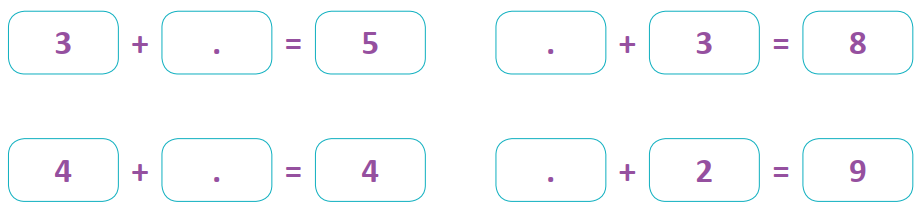 3 + . = 5 . + 3 = 8
4 + . = 4 . + 2 = 9